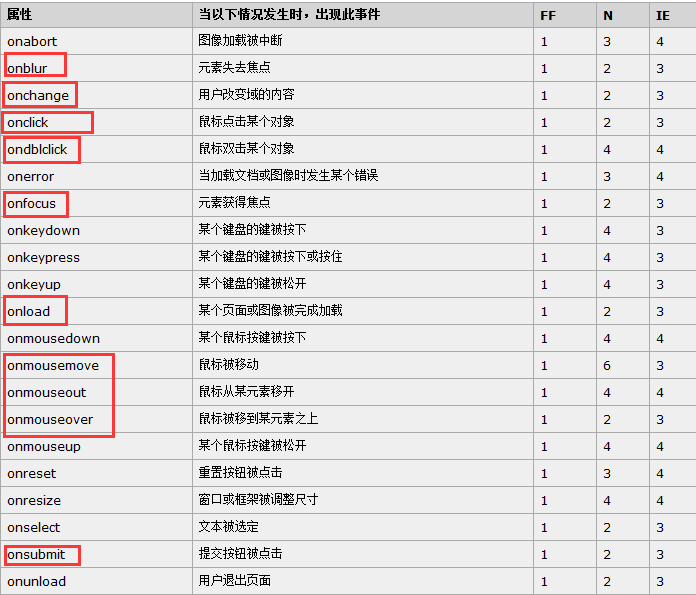 属性 当以下情况发生时，出现此事件 FF N IE
onabort 图像加载被中断 1 3 4
onblur 元素失去焦点 1 2 3
onchange 用户改变域的内容 1 2 3
onclick 鼠标点击某个对象 1 2 3
ondblclick 鼠标双击某个对象 1 4 4
onerror 当加载文档或图像时发生某个错误 1 3 4
onfocus 元素获得焦点 1 2 3
onkeydown 某个键盘的键被按下 1 4 3
onkeypress 某个键盘的键被按下或按住 1 4 3
onkeyup 某个键盘的键被松开 1 4 3
onload 某个页面或图像被完成加载 1 2 3
onmousedown 某个鼠标按键被按下 1 4 4
onmousemove 鼠标被移动 1 6 3
onmouseout 鼠标从某元素移开 1 4 4
onmouseover 鼠标被移到某元素之上 1 2 3
onmouseup 某个鼠标按键被松开 1 4 4
onreset 重置按钮被点击 1 3 4
onresize 窗口或框架被调整尺寸 1 4 4
onselect 文本被选定 1 2 3
onsubmit 提交按钮被点击 1 2 3
onunload 用户退出页面 1 2 3